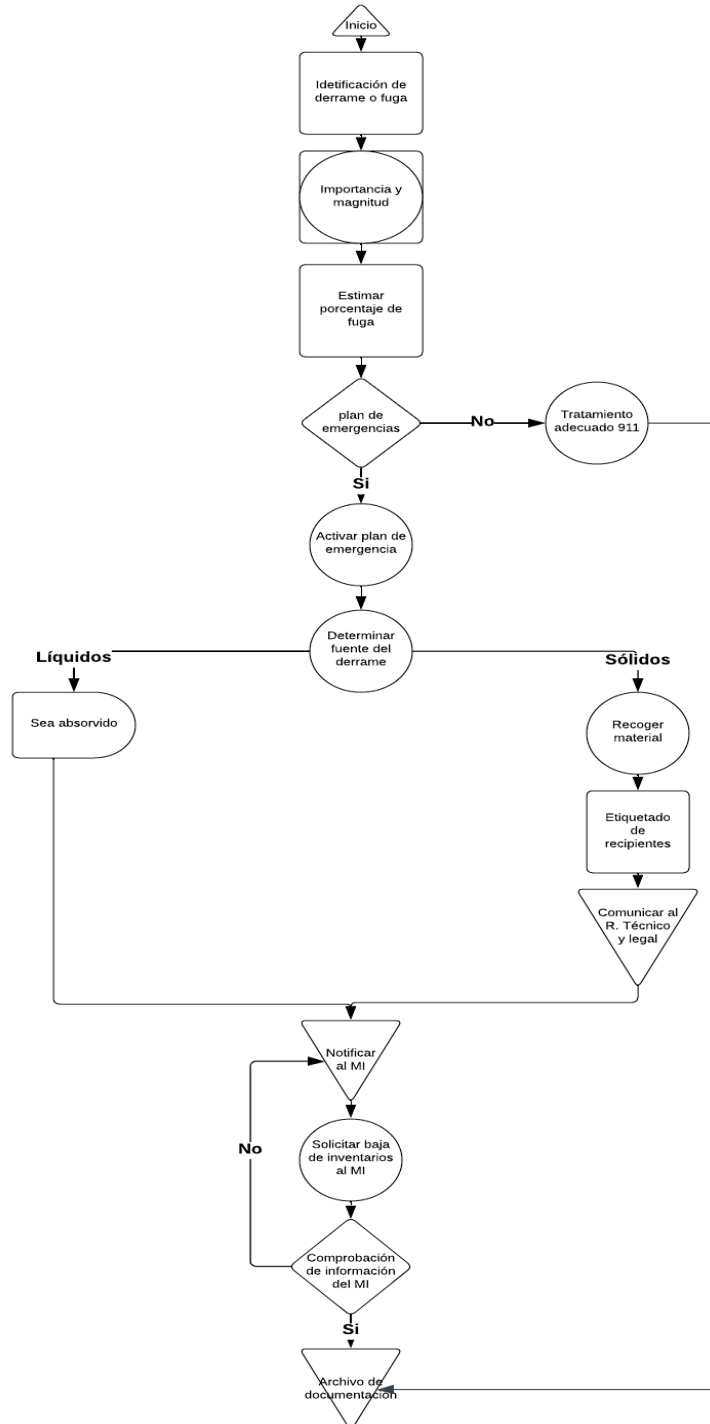 Inicio
Idetificación de
derrame o fuga
Importancia y
magnitud
Estimar
porcentaje de
fuga
plan de
emergencias
No
Tratamiento
adecuado 911
Si
Activar plan de
emergencia
Determinar
fuente del
derrame
Líquidos
Sólidos
Sea absorvido
Recoger
material
Etiquetado
de
recipientes
Comunicar al
R. Técnico
y legal
Notificar
al MI
No
Solicitar baja
de inventarios
al MI
Comprobación
de información
del MI
Si
Archivo de
documentación